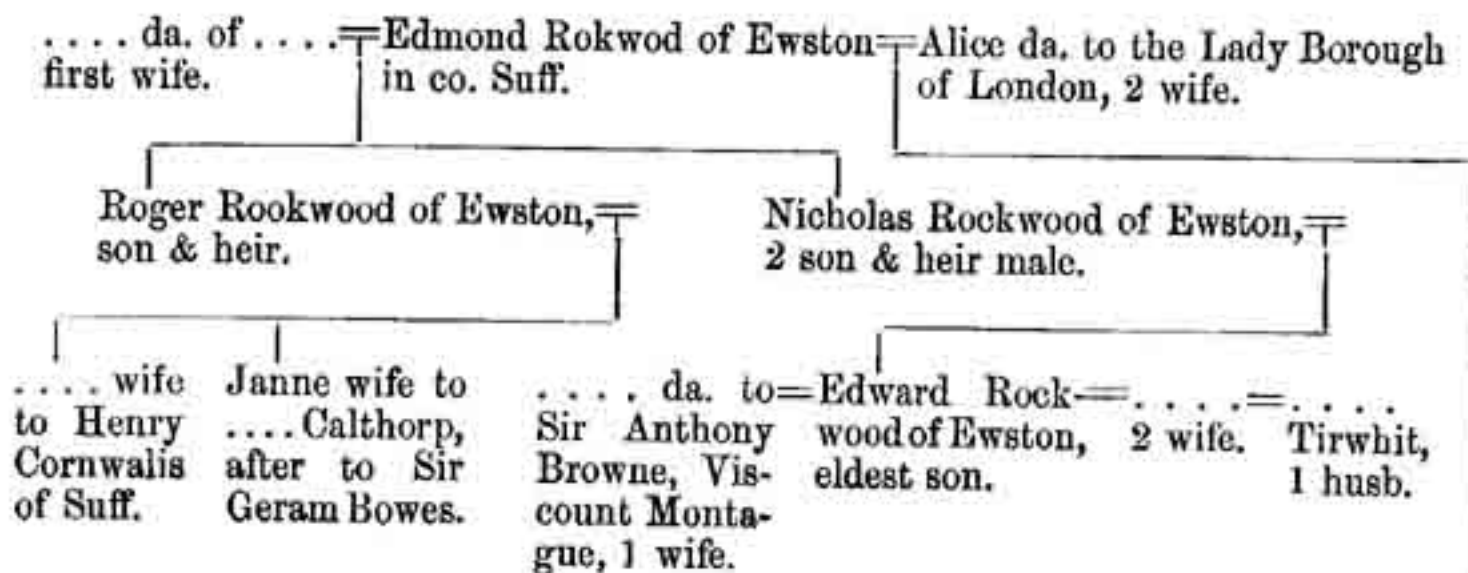 . . . . da. of . . . .
first wife.
Edmond Rokwod of Ewston
in co. Suff.
Alice da. to the Lady Borough
of London, 2 wife.
Roger Rookwood of Ewston,
son & heir.
Nicholas Rockwood of Ewston,
2 son & heir male.
. . . . wife
to Henry
Cornwalis
of Suff.
Janne wife to
. . . . Calthorp,
after to Sir
Geram Bowes.
. . . . da. to
Sir Anthony
Browne, Vis-
count Monta-
gue, 1 wife.
Edward Rock-
wood of Ewston,
eldest son.
. . . .
2 wife.
. . . .
Tirwhit,
1 husb.